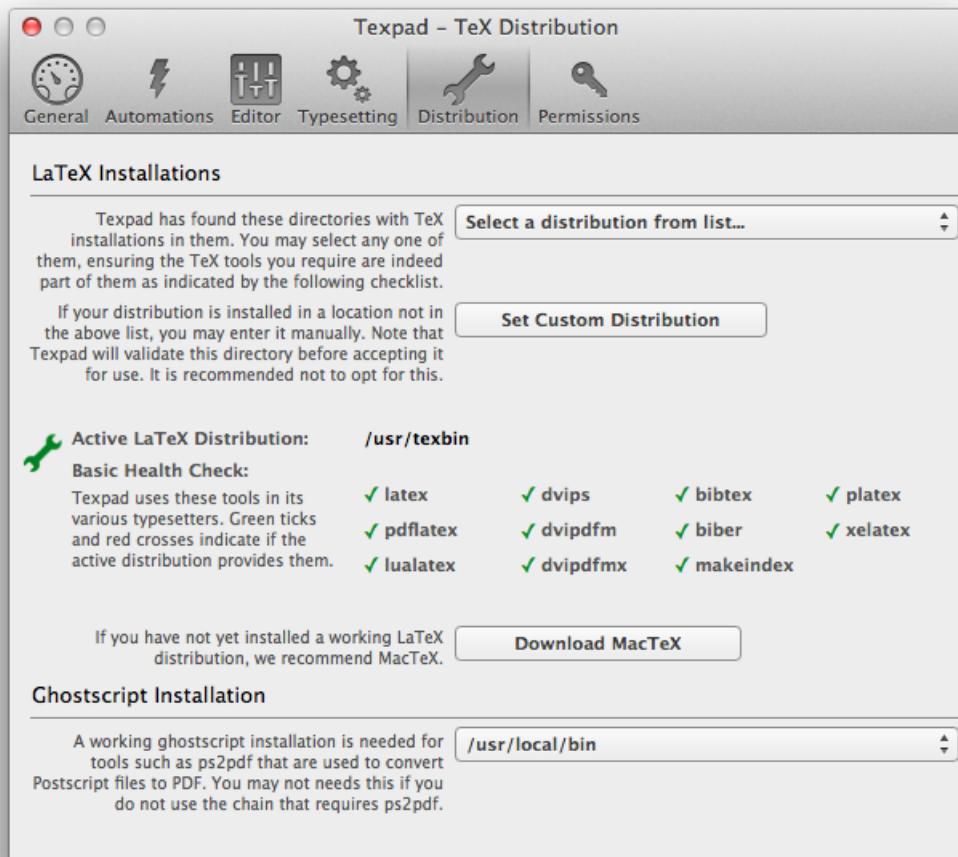 Texpad – TeX Distribution
General Automations Editor Typesetting Distribution Permissions
LaTeX Installations
Texpad has found these directories with TeX
installations in them. You may select any one of
them, ensuring the TeX tools you require are indeed
part of them as indicated by the following checklist.
Select a distribution from list...
If your distribution is installed in a location not in
the above list, you may enter it manually. Note that
Texpad will validate this directory before accepting it
for use. It is recommended not to opt for this.
Set Custom Distribution
Active LaTeX Distribution: /usr/texbin
Basic Health Check:
Texpad uses these tools in its
various typesetters. Green ticks
and red crosses indicate if the
active distribution provides them.
✓ latex ✓ dvips ✓ bibtex ✓ platex
✓ pdflatex ✓ dvipdfm ✓ biber ✓ xelatex
✓ lualatex ✓ dvipdfmx ✓ makeindex
If you have not yet installed a working LaTeX
distribution, we recommend MacTeX.
Download MacTeX
Ghostscript Installation
A working ghostscript installation is needed for
tools such as ps2pdf that are used to convert
Postscript files to PDF. You may not needs this if you
do not use the chain that requires ps2pdf.
/usr/local/bin